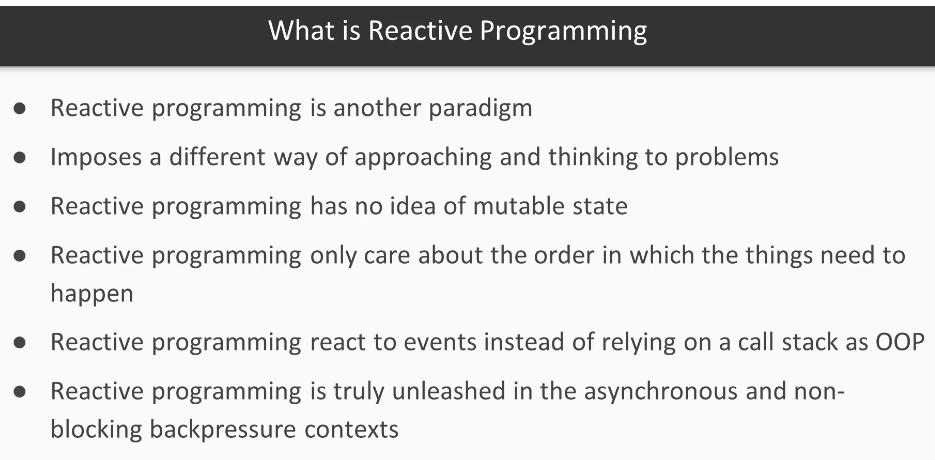 What is Reactive Programming
● Reactive programming is another paradigm
● Imposes a different way of approaching and thinking to problems
● Reactive programming has no idea of mutable state
● Reactive programming only care about the order in which the things need to
happen
● Reactive programming react to events instead of relying on a call stack as OOP
● Reactive programming is truly unleashed in the asynchronous and non-
blocking backpressure contexts